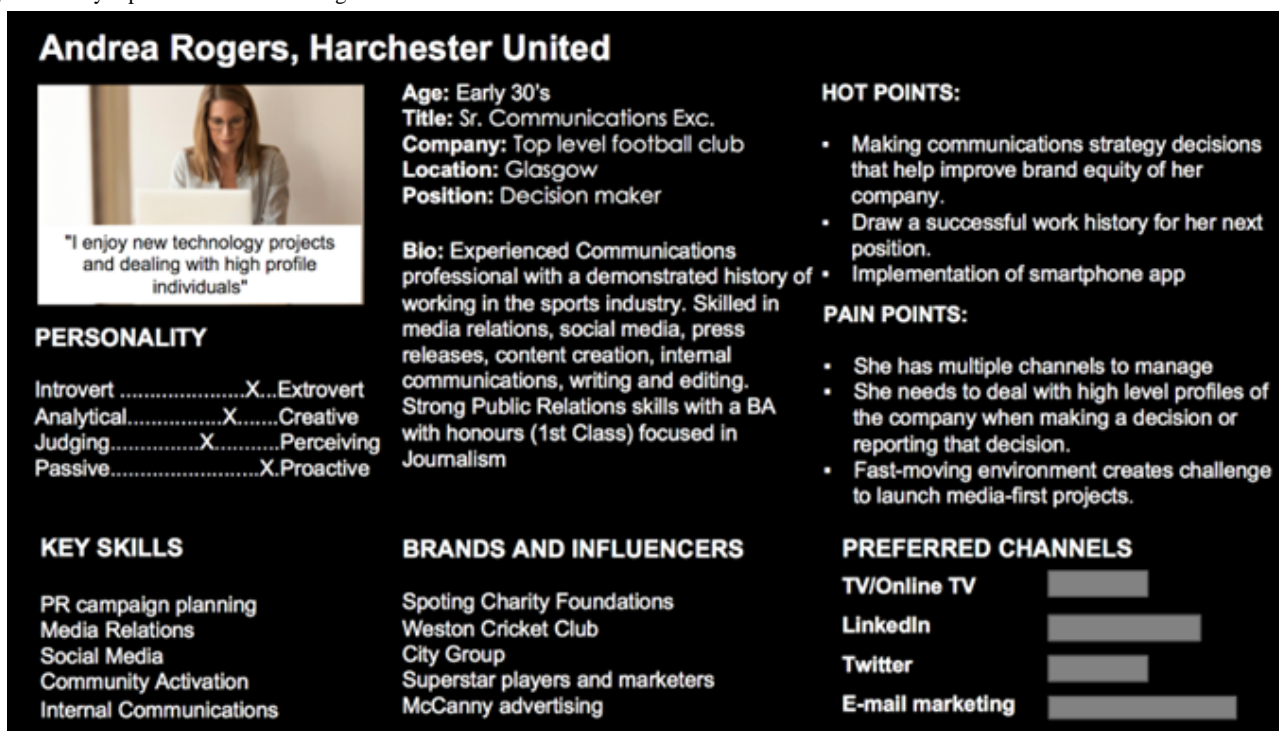 Andrea Rogers, Harchester United
"I enjoy new technology projects
and dealing with high profile
individuals"
PERSONALITY
Introvert ......................X...Extrovert
Analytical.................X.......Creative
Judging................X...........Perceiving
Passive..........................X.Proactive
Age: Early 30's
Title: Sr. Communications Exc.
Company: Top level football club
Location: Glasgow
Position: Decision maker
Bio: Experienced Communications
professional with a demonstrated history of
working in the sports industry. Skilled in
media relations, social media, press
releases, content creation, internal
communications, writing and editing.
Strong Public Relations skills with a BA
with honours (1st Class) focused in
Journalism
HOT POINTS:
▪ Making communications strategy decisions
that help improve brand equity of her
company.
▪ Draw a successful work history for her next
position.
▪ Implementation of smartphone app
PAIN POINTS:
▪ She has multiple channels to manage
▪ She needs to deal with high level profiles of
the company when making a decision or
reporting that decision.
▪ Fast-moving environment creates challenge
to launch media-first projects.
KEY SKILLS
PR campaign planning
Media Relations
Social Media
Community Activation
Internal Communications
BRANDS AND INFLUENCERS
Spoting Charity Foundations
Weston Cricket Club
City Group
Superstar players and marketers
McCanny advertising
PREFERRED CHANNELS
TV/Online TV
LinkedIn
Twitter
E-mail marketing